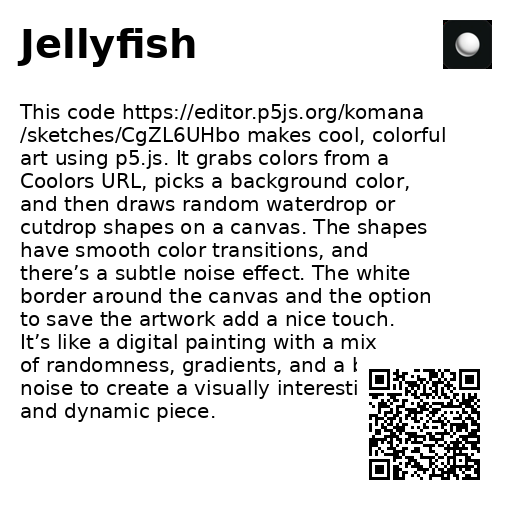 Jellyfish
This code https://editor.p5js.org/komana
/sketches/CgZL6UHbo makes cool, colorful
art using p5.js. It grabs colors from a
Coolors URL, picks a background color,
and then draws random waterdrop or
cutdrop shapes on a canvas. The shapes
have smooth color transitions, and
there’s a subtle noise effect. The white
border around the canvas and the option
to save the artwork add a nice touch.
It’s like a digital painting with a mix
of randomness, gradients, and a
noise to create a visually
and dynamic piece.